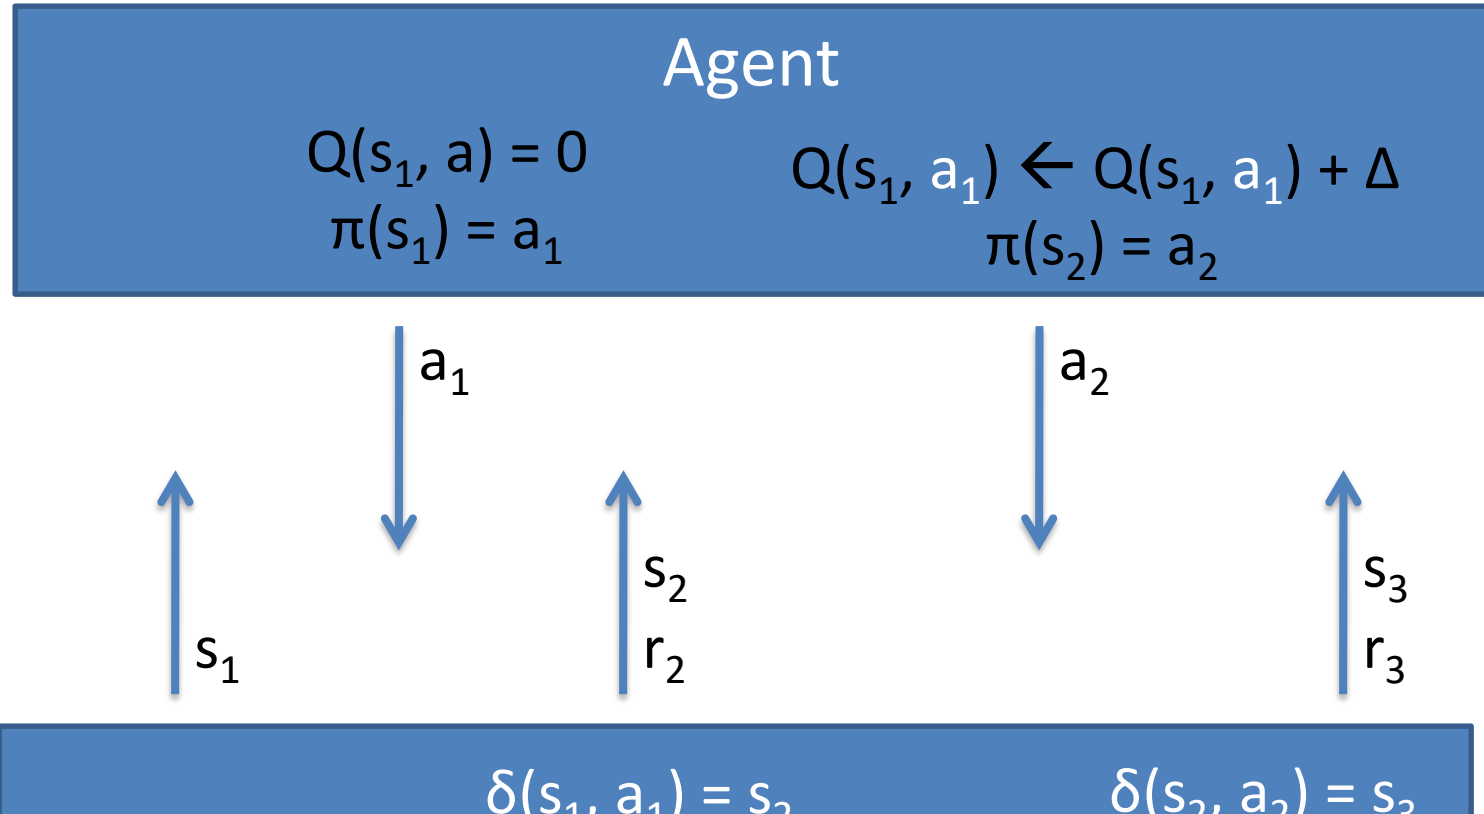 Agent
Q(s₁, a) = 0
π(s₁) = a₁
Q(s₁, a₁) ← Q(s₁, a₁) + Δ
π(s₂) = a₂
a₁
a₂
s₁
s₂
r₂
s₃
r₃
δ(s₁, a₁) = s₂
δ(s₂, a₂) = s₃